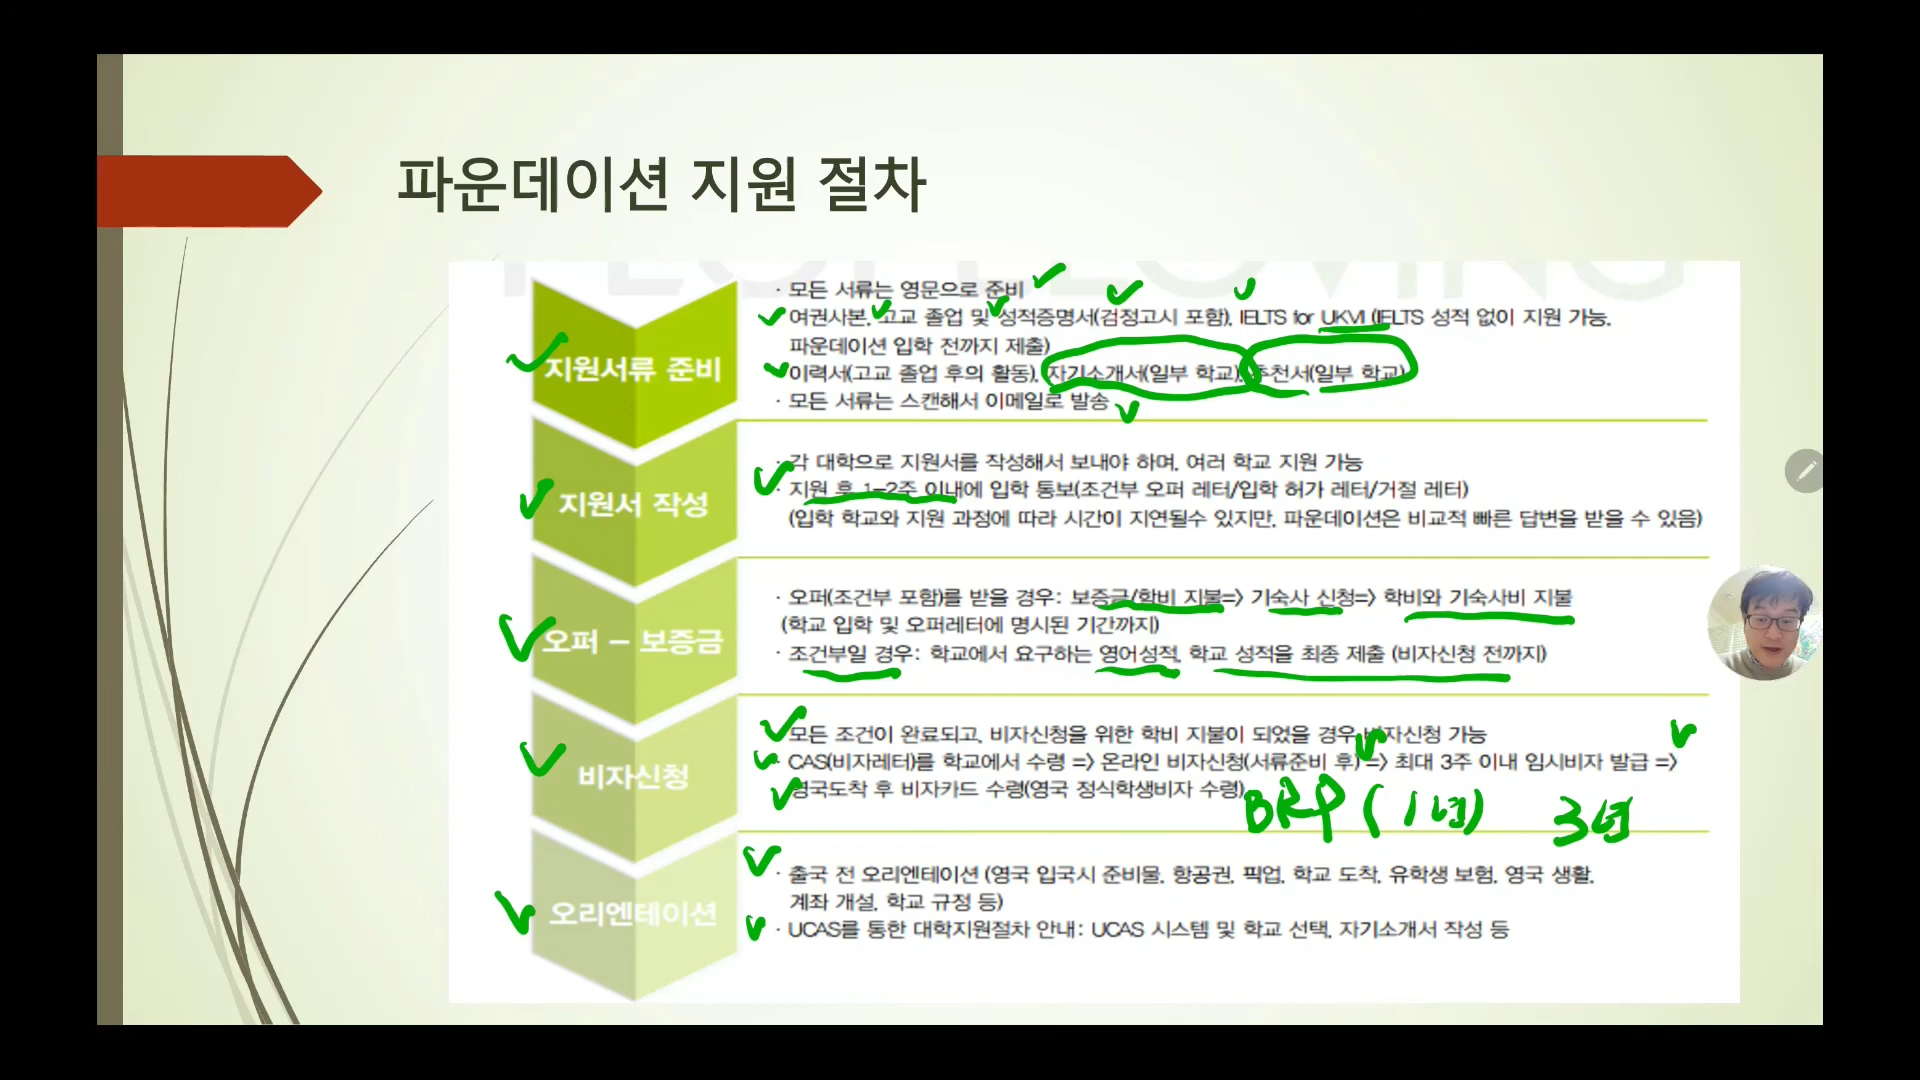 파운데이션 지원 절차
지원서류 준비
· 모든 서류는 영문으로 준비
· 여권사본, 고교 졸업 및 성적증명서(검정고시 포함), IELTS for UKVI (IELTS 성적 없이 지원 가능,
파운데이션 입학 전까지 제출)
· 이력서(고교 졸업 후의 활동), 자기소개서(일부 학교), 추천서(일부 학교)
· 모든 서류는 스캔해서 이메일로 발송
지원서 작성
· 각 대학으로 지원서를 작성해서 보내야 하며, 여러 학교 지원 가능
· 지원 후 1-2주 이내에 입학 통보(조건부 오퍼 레터/입학 허가 레터/거절 레터)
(입학 학교와 지원 과정에 따라 시간이 지연될수 있지만, 파운데이션은 비교적 빠른 답변을 받을 수 있음)
오퍼 – 보증금
· 오퍼(조건부 포함)를 받을 경우: 보증금/학비 지불=> 기숙사 신청=> 학비와 기숙사비 지불
(학교 입학 및 오퍼레터에 명시된 기간까지)
· 조건부일 경우: 학교에서 요구하는 영어성적, 학교 성적을 최종 제출 (비자신청 전까지)
비자신청
· 모든 조건이 완료되고, 비자신청을 위한 학비 지불이 되었을 경우 비자신청 가능
· CAS(비자레터)를 학교에서 수령 => 온라인 비자신청(서류준비 후) => 최대 3주 이내 임시비자 발급 =>
영국도착 후 비자카드 수령(영국 정식학생비자 수령)
BRP (1년) 3년
오리엔테이션
· 출국 전 오리엔테이션 (영국 입국시 준비물, 항공권, 픽업, 학교 도착, 유학생 보험, 영국 생활,
계좌 개설, 학교 규정 등)
· UCAS를 통한 대학지원절차 안내: UCAS 시스템 및 학교 선택, 자기소개서 작성 등